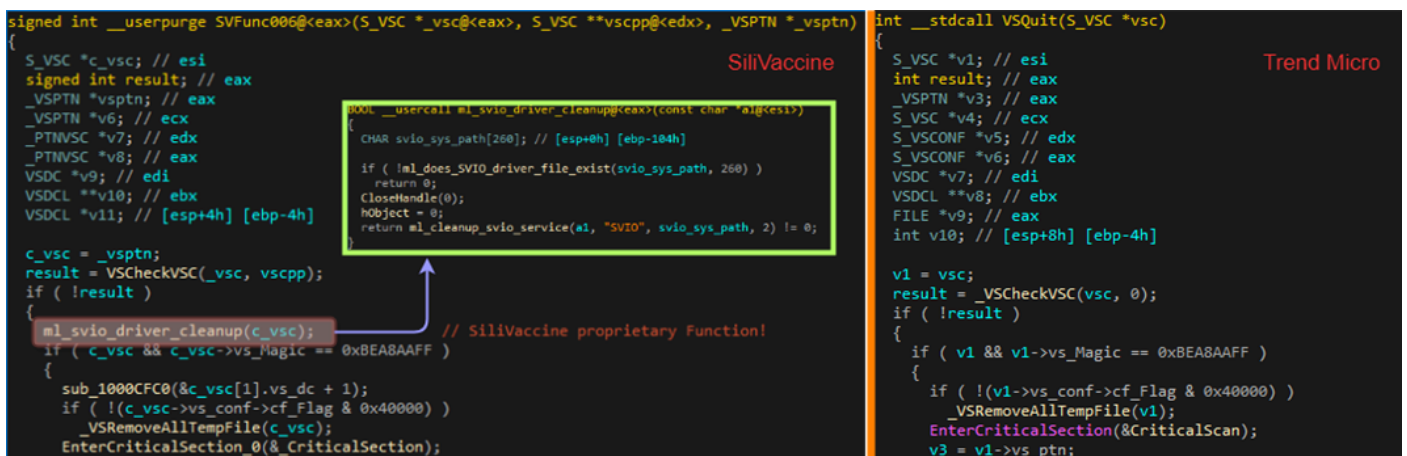 signed int __userpurge SVFunc006@<eax>(S_VSC *_vsc@<eax>, S_VSC **vscpp@<edx>, _VSPTN *_vsptn)
{
S_VSC *c_vsc; // esi
signed int result; // eax
_VSPTN *vsptn; // eax
_VSPTN *v6; // ecx
_PTNVSC *v7; // edx
_PTNVSC *v8; // eax
VSDC *v9; // edi
VSDCL **v10; // ebx
VSDCL *v11; // [esp+4h] [ebp-4h]
c_vsc = _vsptn;
result = VSCheckVSC(_vsc, vscpp);
if ( !result )
{
ml_svio_driver_cleanup(c_vsc); // SiliVaccine proprietary Function!
if ( c_vsc && c_vsc->vs_Magic == 0xBEA8AAFF )
{
sub_1000CFC0(&c_vsc[1].vs_dc + 1);
if ( !(c_vsc->vs_conf->cf_Flag & 0x40000) )
_VSRemoveAllTempFile(c_vsc);
EnterCriticalSection_0(&_CriticalSection);
SiliVaccine
BOOL __usercall ml_svio_driver_cleanup@<eax>(const char *a1@<esi>)
{
CHAR svio_sys_path[260]; // [esp+0h] [ebp-104h]
if ( !ml_does_SVIO_driver_file_exist(svio_sys_path, 260) )
return 0;
CloseHandle(0);
hObject = 0;
return ml_cleanup_svio_service(a1, "SVIO", svio_sys_path, 2) != 0;
}
int __stdcall VSQuit(S_VSC *vsc)
{
S_VSC *v1; // esi
int result; // eax
_VSPTN *v3; // eax
S_VSC *v4; // ecx
S_VSCONF *v5; // edx
S_VSCONF *v6; // eax
VSDC *v7; // edi
VSDCL **v8; // ebx
FILE *v9; // eax
int v10; // [esp+8h] [ebp-4h]
v1 = vsc;
result = _VSCheckVSC(vsc, 0);
if ( !result )
{
if ( v1 && v1->vs_Magic == 0xBEA8AAFF )
{
if ( !(v1->vs_conf->cf_Flag & 0x40000) )
_VSRemoveAllTempFile(v1);
EnterCriticalSection(&CriticalScan);
v3 = v1->vs_ptn;
Trend Micro